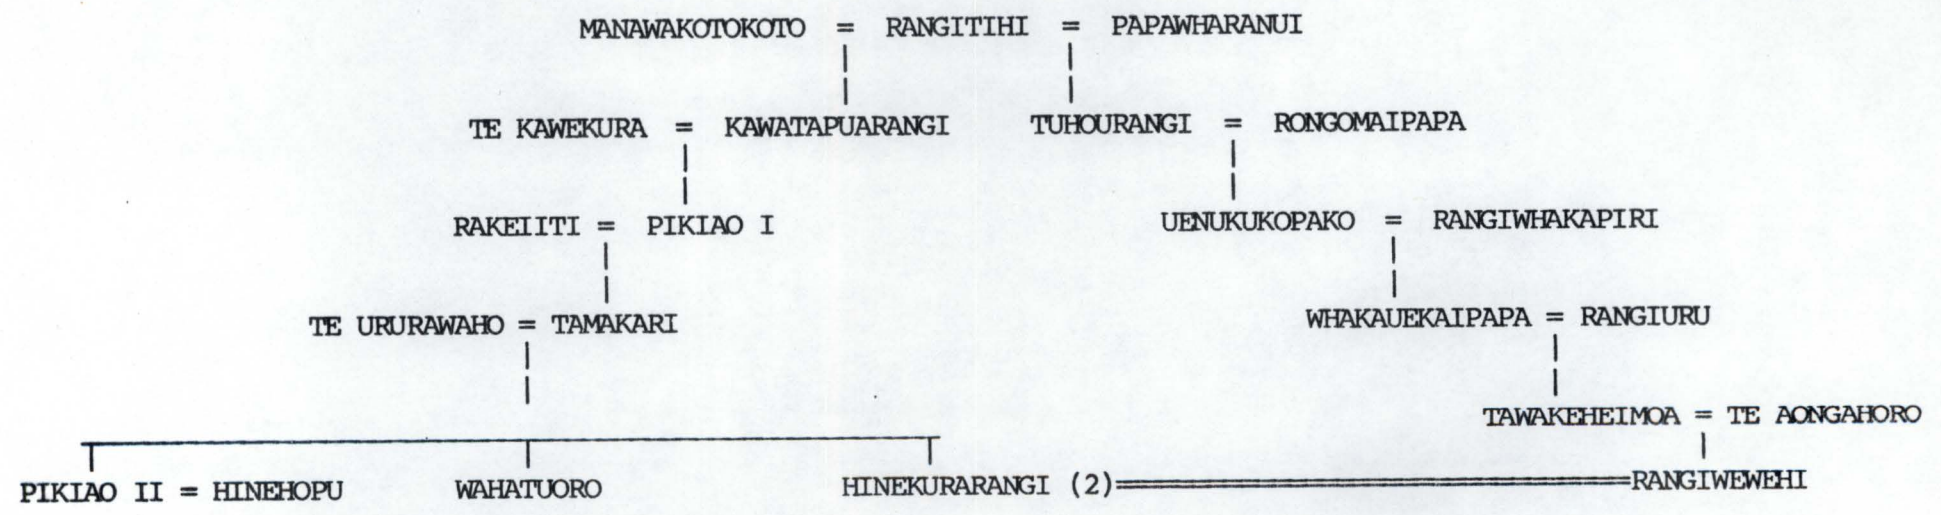 MANAWAKOTOKOTO = RANGITIHI = PAPAWHARANUI
TE KAWEKURA = KAWATAPUARANGI TUHOURANGI = RONGOMAIPAPA
RAKEIITI = PIKIAO I UENUKUKOPAKO = RANGIWHAKAPIRI
TE URURAWAHO = TAMAKARI WHAKAUEKAIPAPA = RANGIURU
TAWAKEHEIMOA = TE AONGAHORO
PIKIAO II = HINEHOPU WAHATUORO HINEKURARANGI (2)=RANGIWEWEHI